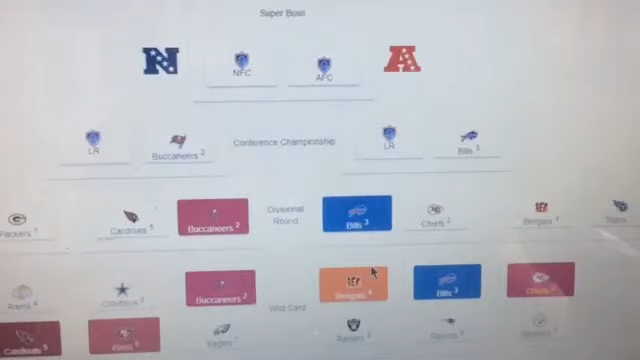 Super Bowl
NFC
AFC
LR
Buccaneers 2
Conference Championship
LR
Bills 3
Packers 1
Cardinals 5
Buccaneers 2
Divisional
Round
Bills 3
Chiefs 2
Bengals 4
Titans
Rams 4
Cowboys 3
Buccaneers 2
Wild Card
Bengals 4
Bills 3
Chiefs 2
Cardinals 5
49ers 6
Eagles 7
Raiders 5
Patriots